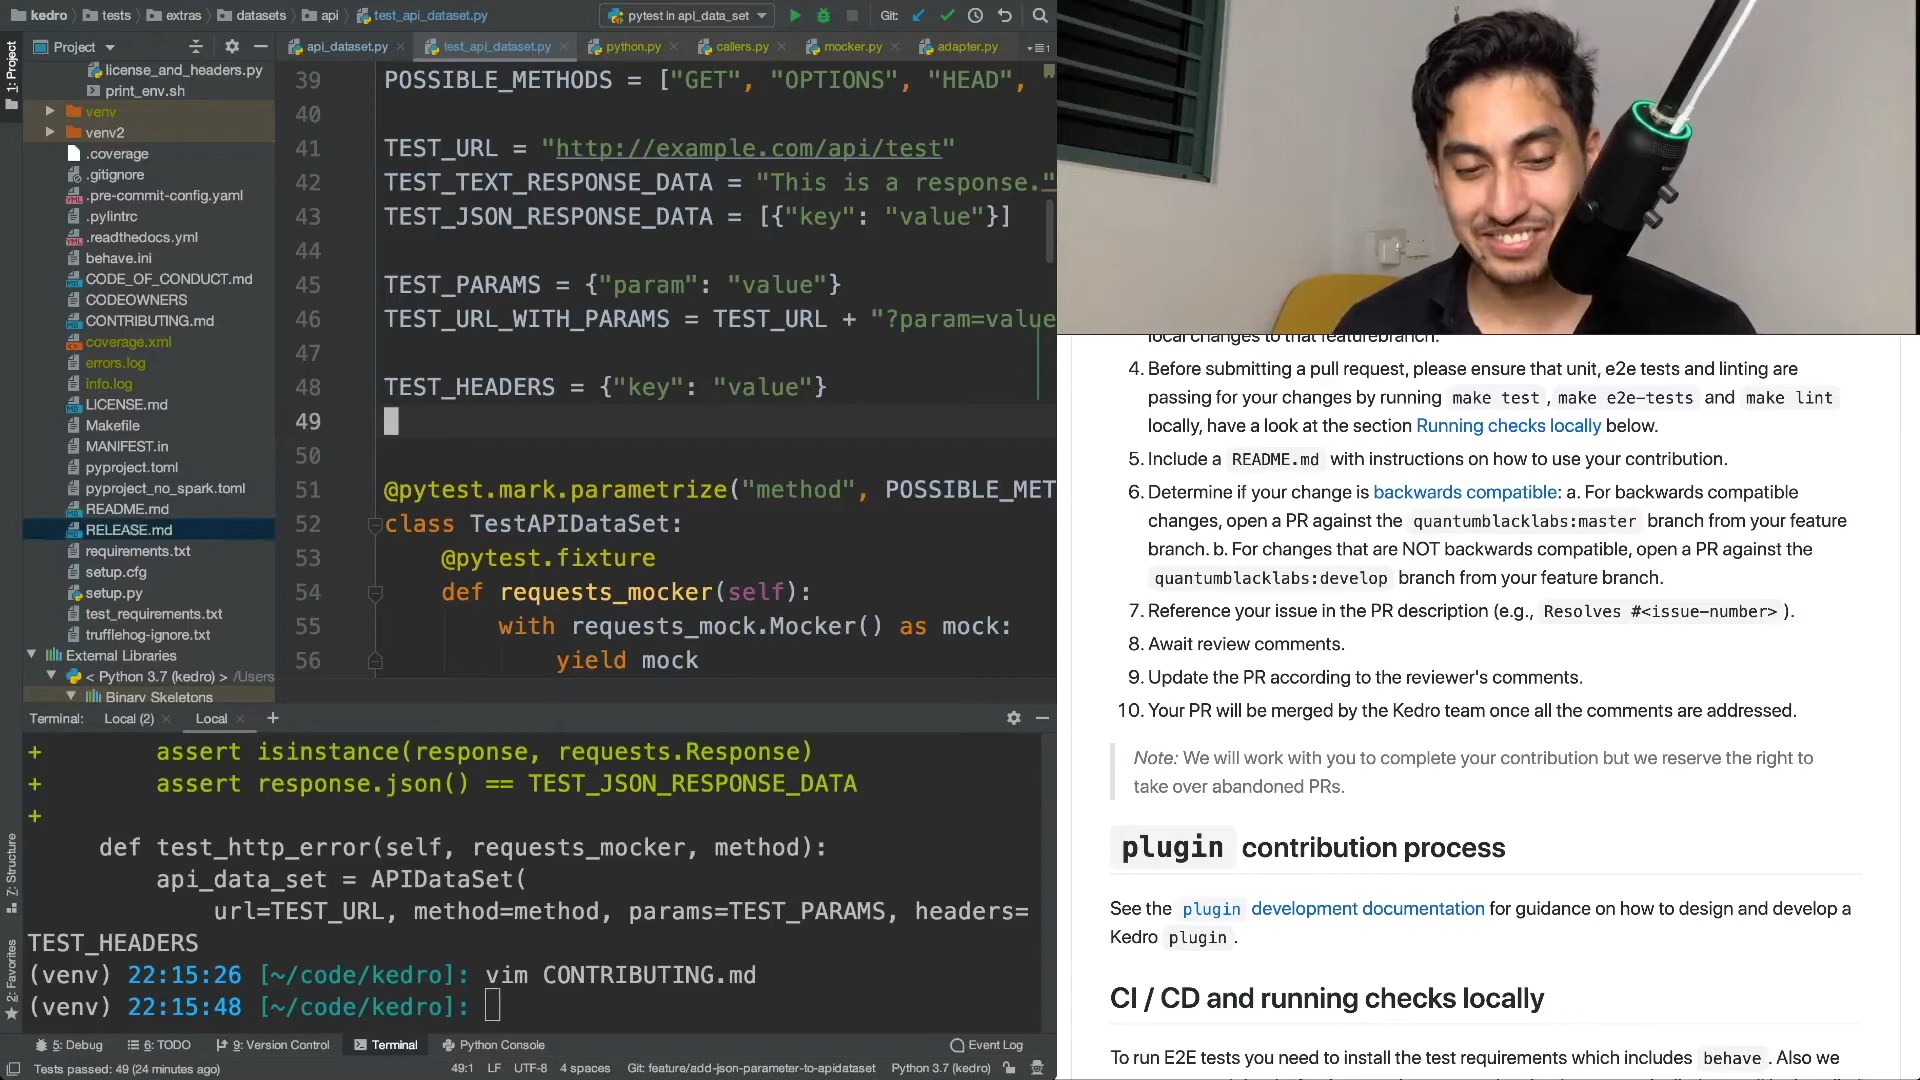 kedro tests extras datasets api test_api_dataset.py pytest in api_data_set Git:
Project
api_dataset.py test_api_dataset.py python.py callers.py mocker.py adapter.py
1: Project
license_and_headers.py
print_env.sh
venv
venv2
.coverage
.gitignore
.pre-commit-config.yaml
.pylintrc
.readthedocs.yml
behave.ini
CODE_OF_CONDUCT.md
CODEOWNERS
CONTRIBUTING.md
coverage.xml
errors.log
info.log
LICENSE.md
Makefile
MANIFEST.in
pyproject.toml
pyproject_no_spark.toml
README.md
RELEASE.md
requirements.txt
setup.cfg
setup.py
test_requirements.txt
trufflehog-ignore.txt
External Libraries
< Python 3.7 (kedro) > /Users
Binary Skeletons
39 POSSIBLE_METHODS = ["GET", "OPTIONS", "HEAD",
40
41 TEST_URL = "http://example.com/api/test"
42 TEST_TEXT_RESPONSE_DATA = "This is a response."
43 TEST_JSON_RESPONSE_DATA = [{"key": "value"}]
44
45 TEST_PARAMS = {"param": "value"}
46 TEST_URL_WITH_PARAMS = TEST_URL + "?param=value
47
48 TEST_HEADERS = {"key": "value"}
49
50
51 @pytest.mark.parametrize("method", POSSIBLE_MET
52 class TestAPIDataSet:
53 @pytest.fixture
54 def requests_mocker(self):
55 with requests_mock.Mocker() as mock:
56 yield mock
Terminal: Local (2) Local
+ assert isinstance(response, requests.Response)
+ assert response.json() == TEST_JSON_RESPONSE_DATA
+
def test_http_error(self, requests_mocker, method):
api_data_set = APIDataSet(
url=TEST_URL, method=method, params=TEST_PARAMS, headers=
TEST_HEADERS
(venv) 22:15:26 [~/code/kedro]: vim CONTRIBUTING.md
(venv) 22:15:48 [~/code/kedro]:
7: Structure
2: Favorites
5: Debug 6: TODO 9: Version Control Terminal Python Console Event Log
Tests passed: 49 (24 minutes ago) 49:1 LF UTF-8 4 spaces Git: feature/add-json-parameter-to-apidataset Python 3.7 (kedro)
local changes to that featurebranch.
4. Before submitting a pull request, please ensure that unit, e2e tests and linting are
passing for your changes by running make test, make e2e-tests and make lint
locally, have a look at the section Running checks locally below.
5. Include a README.md with instructions on how to use your contribution.
6. Determine if your change is backwards compatible: a. For backwards compatible
changes, open a PR against the quantumblacklabs:master branch from your feature
branch. b. For changes that are NOT backwards compatible, open a PR against the
quantumblacklabs:develop branch from your feature branch.
7. Reference your issue in the PR description (e.g., Resolves #<issue-number> ).
8. Await review comments.
9. Update the PR according to the reviewer's comments.
10. Your PR will be merged by the Kedro team once all the comments are addressed.
Note: We will work with you to complete your contribution but we reserve the right to
take over abandoned PRs.
plugin contribution process
See the plugin development documentation for guidance on how to design and develop a
Kedro plugin.
CI / CD and running checks locally
To run E2E tests you need to install the test requirements which includes behave. Also we